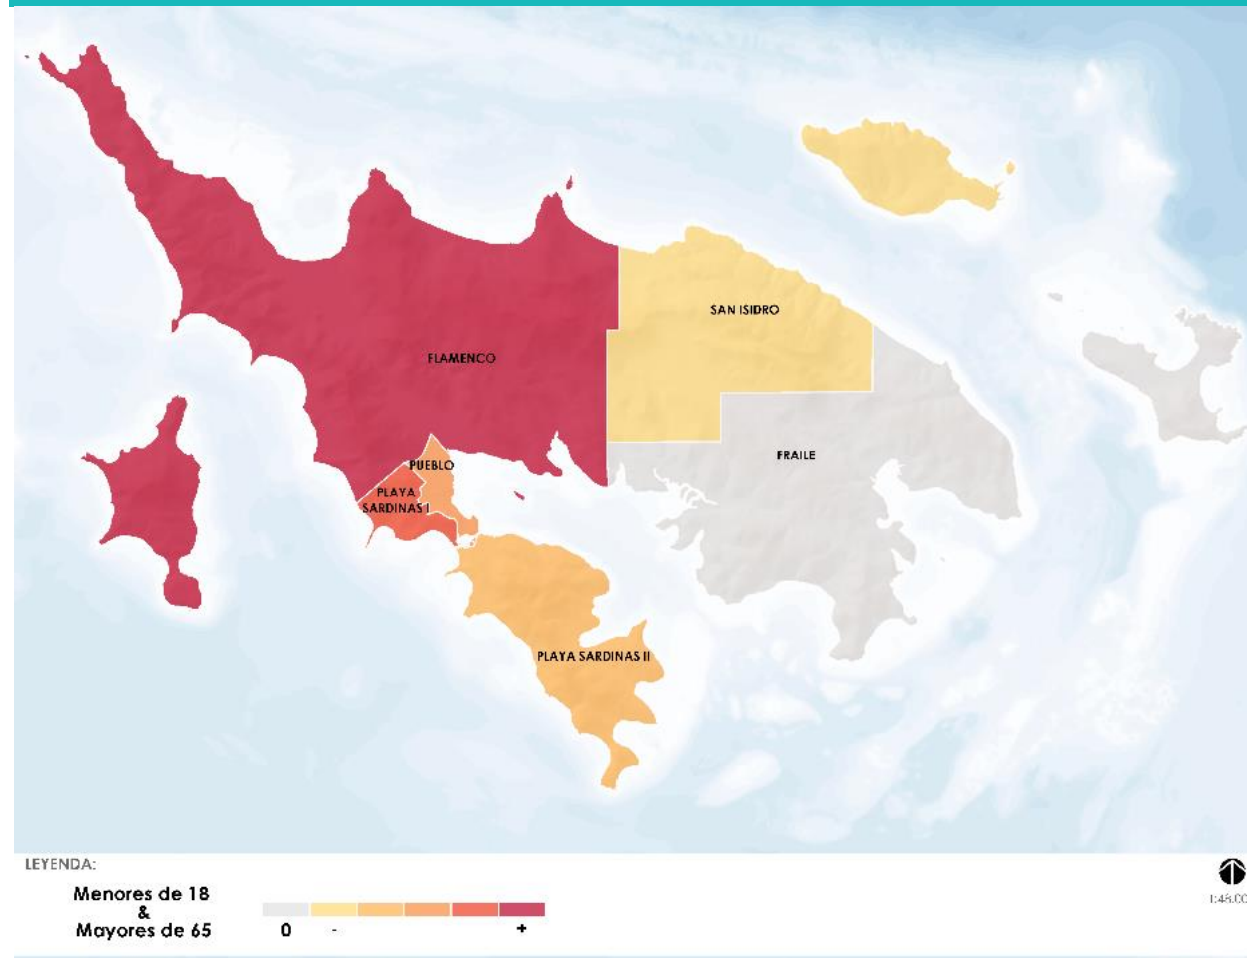 SAN ISIDRO
FLAMENCO
FRAILE
PUEBLO
PLAYA
SARDINAS I
PLAYA SARDINAS II
LEYENDA:
Menores de 18
&
Mayores de 65
0 - +